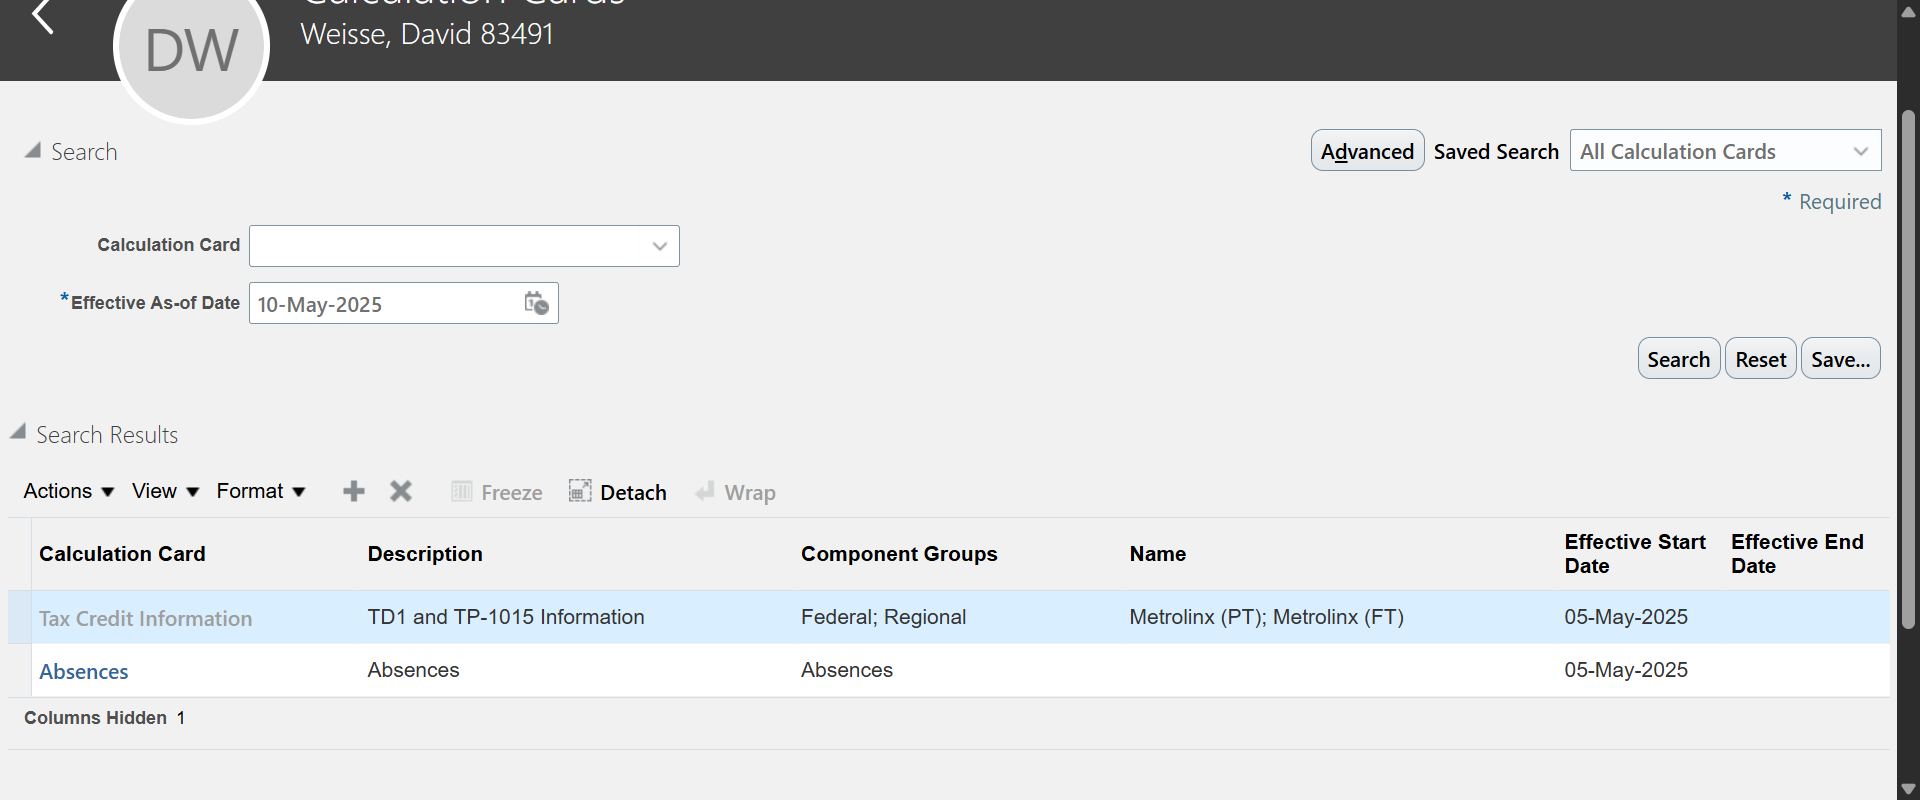 Calculation Cards
DW
Weisse, David 83491
Search
Advanced
Saved Search
All Calculation Cards
* Required
Calculation Card
*Effective As-of Date
10-May-2025
Search
Reset
Save...
Search Results
Actions
View
Format
Freeze
Detach
Wrap
Calculation Card Description Component Groups Name Effective Start Date Effective End Date
Tax Credit Information TD1 and TP-1015 Information Federal; Regional Metrolinx (PT); Metrolinx (FT) 05-May-2025
Absences Absences Absences 05-May-2025
Columns Hidden 1